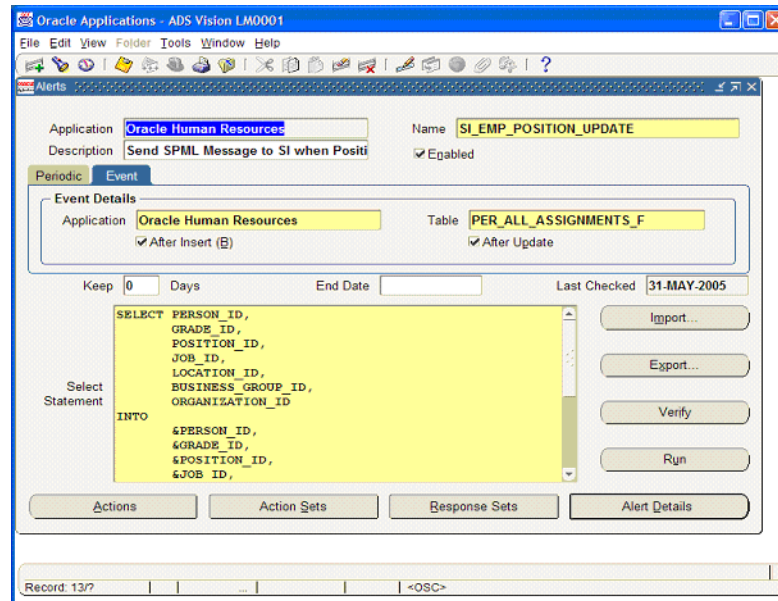 Oracle Applications - ADS Vision LM0001
File Edit View Folder Tools Window Help
Alerts
Application Oracle Human Resources Name SI_EMP_POSITION_UPDATE
Description Send SPML Message to SI when Positi Enabled
Periodic Event
Event Details
Application Oracle Human Resources Table PER_ALL_ASSIGNMENTS_F
After Insert (B) After Update
Keep 0 Days End Date Last Checked 31-MAY-2005
Select Statement
SELECT PERSON_ID,
GRADE_ID,
POSITION_ID,
JOB_ID,
LOCATION_ID,
BUSINESS_GROUP_ID,
ORGANIZATION_ID
INTO
&PERSON_ID,
&GRADE_ID,
&POSITION_ID,
&JOB_ID,
Import...
Export...
Verify
Run
Actions Action Sets Response Sets Alert Details
Record: 13/? ... <OSC>